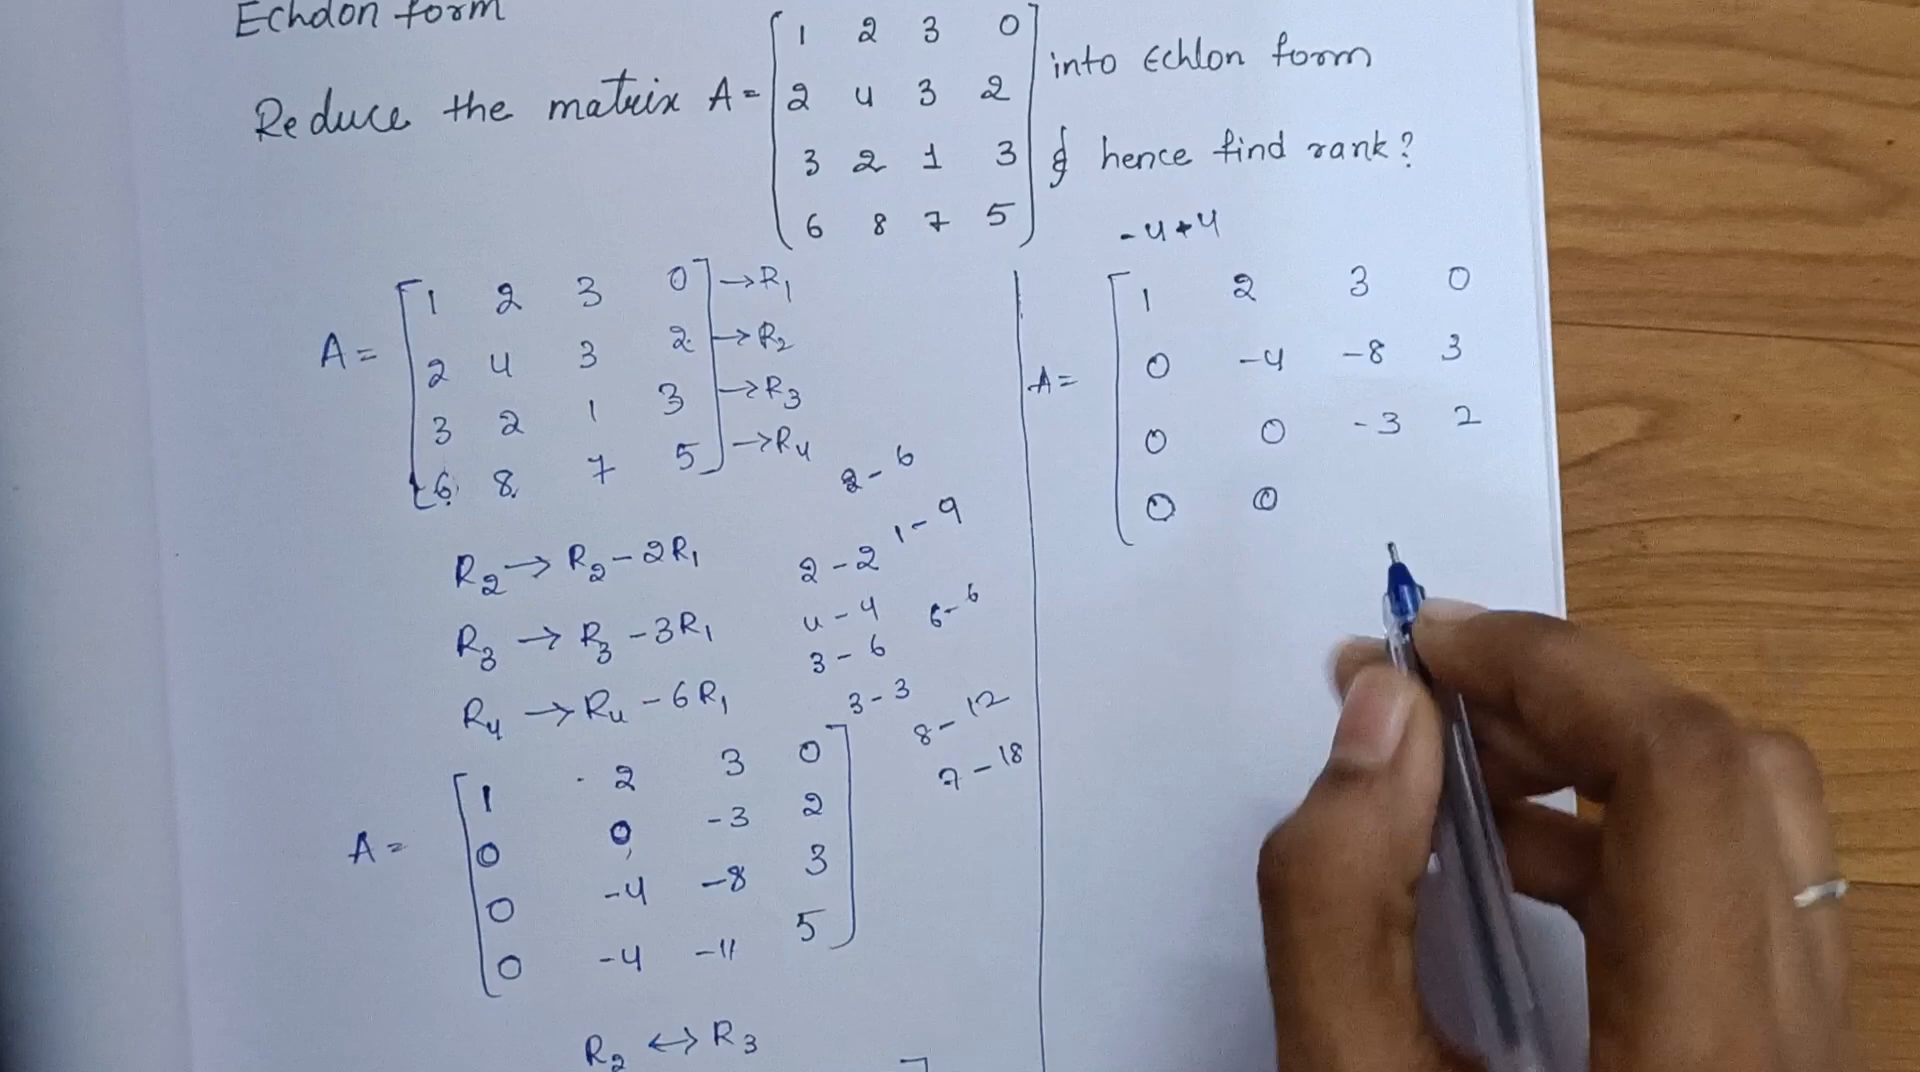 Echelon form
Reduce the matrix A = [1 2 3 0
2 4 3 2
3 2 1 3
6 8 7 5] into Echlon form
& hence find rank?
A = [1 2 3 0] → R1
2 4 3 2 → R2
3 2 1 3 → R3
6 8 7 5 → R4
2-6
1-9
R2 → R2 - 2R1
2-2
4-4
6-6
R3 → R3 - 3R1
3-6
R4 → R4 - 6R1
3-3
8-12
7-18
A = [1 2 3 0
0 0 -3 2
0 -4 -8 3
0 -4 -11 5]
R2 ↔ R3
-4+4
A = [1 2 3 0
0 -4 -8 3
0 0 -3 2
0 0